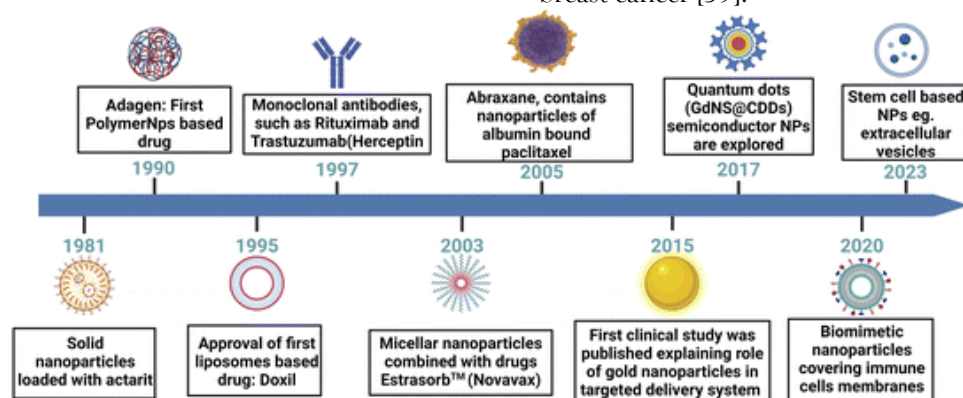 breast cancer [59].
Adagen: First
PolymerNps based
drug
1990
Monoclonal antibodies,
such as Rituximab and
Trastuzumab(Herceptin
1997
Abraxane, contains
nanoparticles of
albumin bound
paclitaxel
2005
Quantum dots
(GdNS@CDDs)
semiconductor NPs
are explored
2017
Stem cell based
NPs eg.
extracellular
vesicles
2023
1981
Solid
nanoparticles
loaded with actarit
1995
Approval of first
liposomes based
drug: Doxil
2003
Micellar nanoparticles
combined with drugs
Estrasorb™ (Novavax)
2015
First clinical study was
published explaining role
of gold nanoparticles in
targeted delivery system
2020
Biomimetic
nanoparticles
covering immune
cells membranes